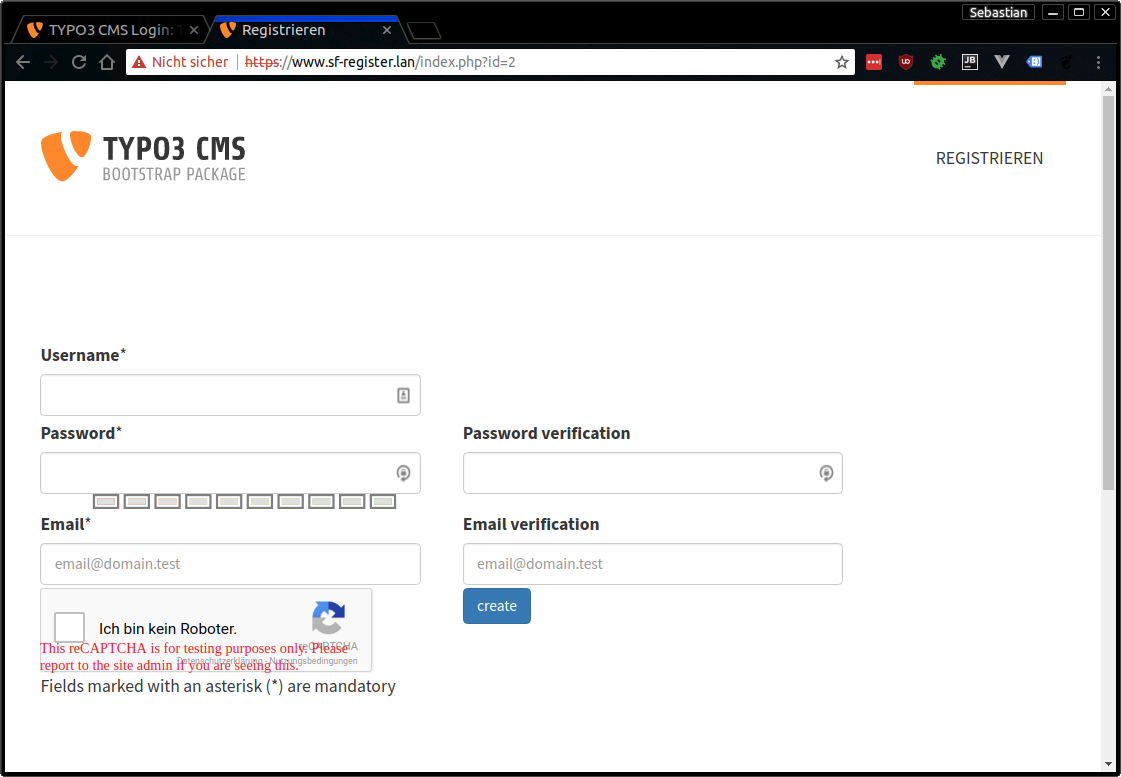 Sebastian
TYPO3 CMS Login:
Registrieren
Nicht sicher https://www.sf-register.lan/index.php?id=2
UD
JB
TYPO3 CMS
BOOTSTRAP PACKAGE
REGISTRIEREN
Username*
Password* Password verification
Email* Email verification
email@domain.test email@domain.test
create
Ich bin kein Roboter.
reCAPTCHA
Datenschutzerklärung - Nutzungsbedingungen
This reCAPTCHA is for testing purposes only. Please
report to the site admin if you are seeing this.
Fields marked with an asterisk (*) are mandatory